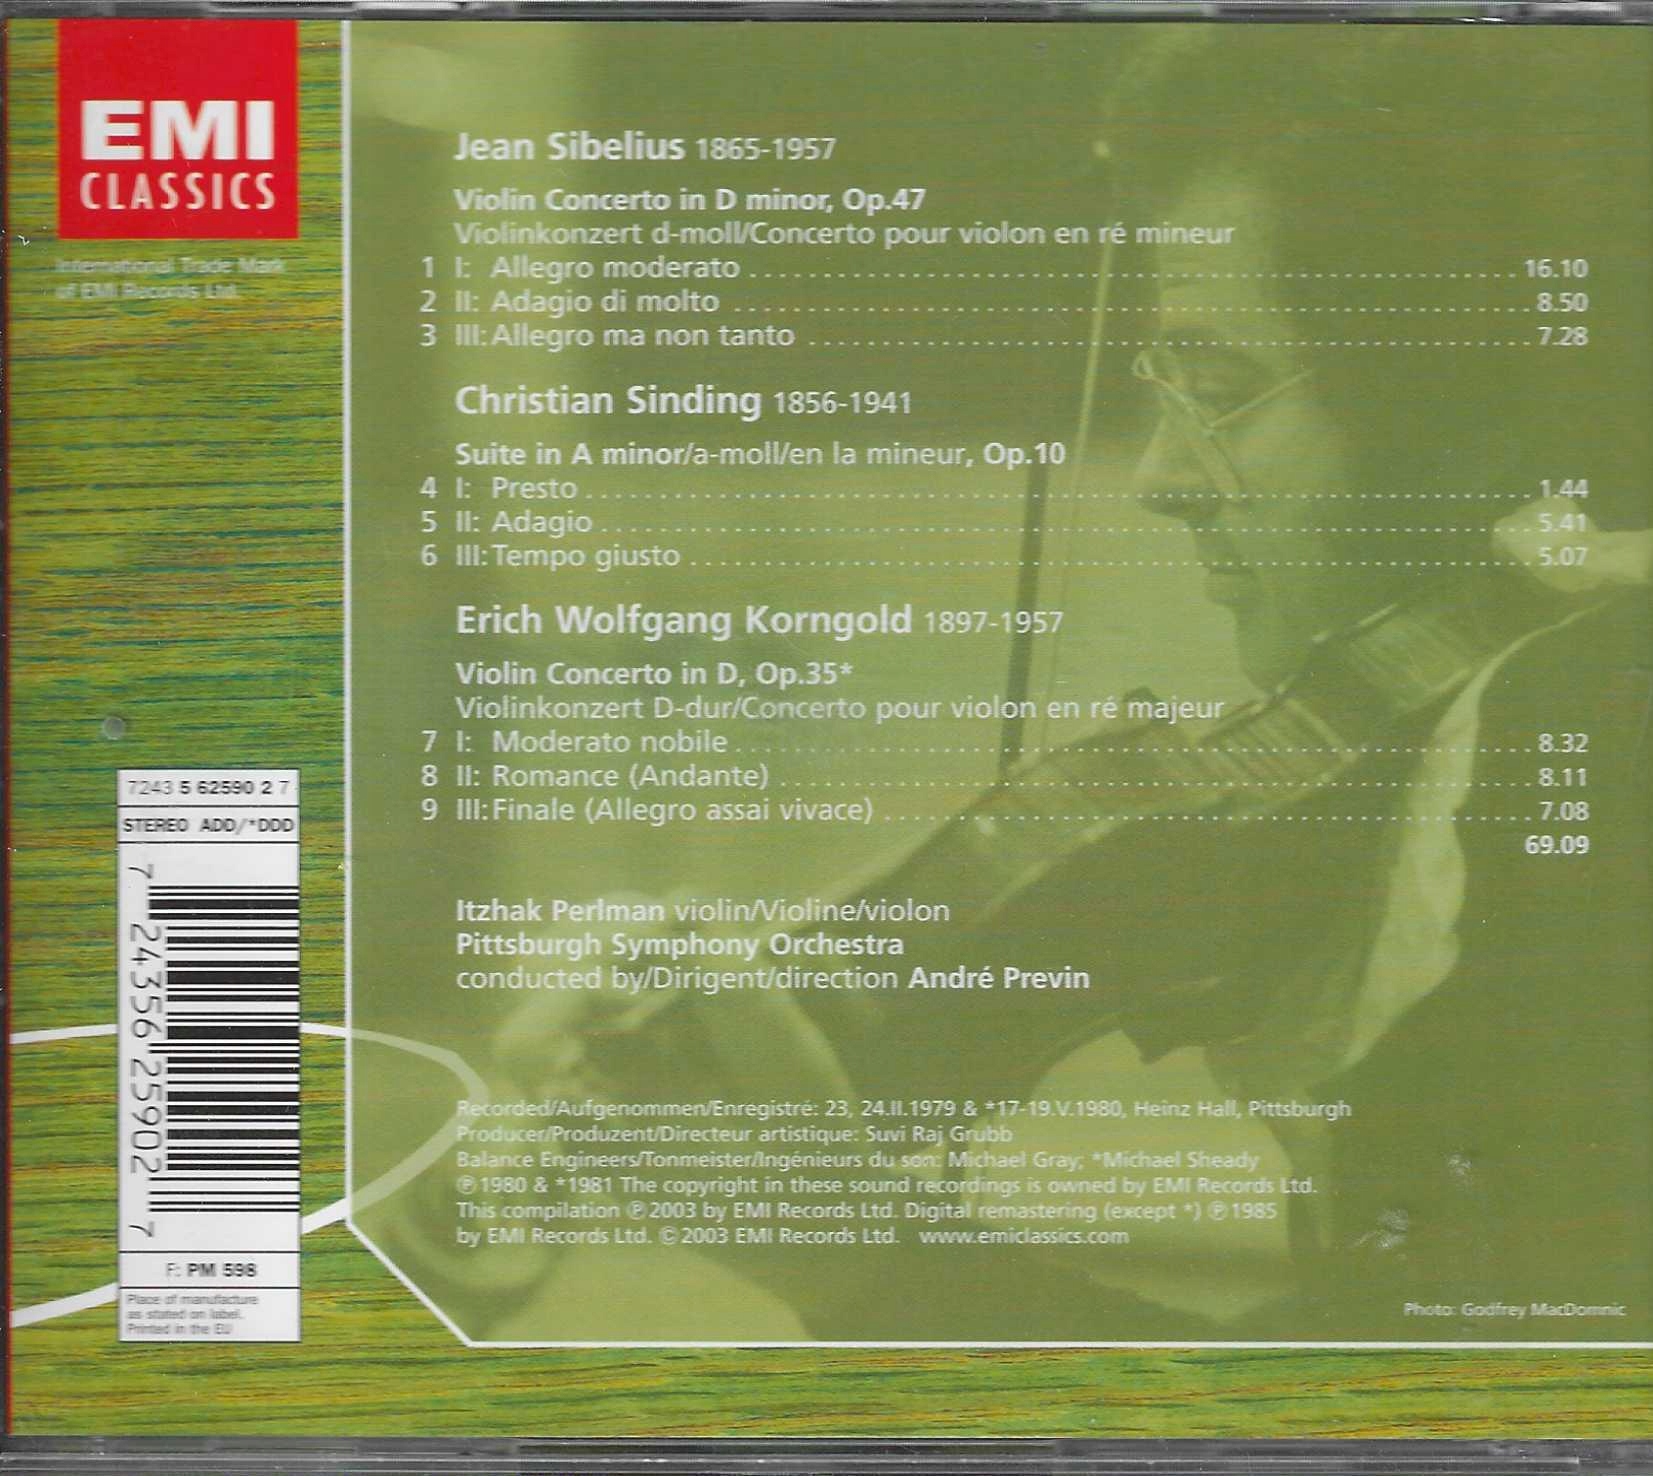 EMI
CLASSICS
International Trade Mark
of EMI Records Ltd.
Jean Sibelius 1865-1957
Violin Concerto in D minor, Op.47
Violinkonzert d-moll/Concerto pour violon en ré mineur
1 I: Allegro moderato 16.10
2 II: Adagio di molto 8.50
3 III: Allegro ma non tanto 7.28
Christian Sinding 1856-1941
Suite in A minor/a-moll/en la mineur, Op.10
4 I: Presto 1.44
5 II: Adagio 5.41
6 III: Tempo giusto 5.07
Erich Wolfgang Korngold 1897-1957
Violin Concerto in D, Op.35*
Violinkonzert D-dur/Concerto pour violon en ré majeur
7 I: Moderato nobile 8.32
8 II: Romance (Andante) 8.11
9 III: Finale (Allegro assai vivace) 7.08
69.09
Itzhak Perlman violin/Violine/violon
Pittsburgh Symphony Orchestra
conducted by/Dirigent/direction André Previn
Recorded/Aufgenommen/Enregistré: 23, 24.II.1979 & *17-19.V.1980, Heinz Hall, Pittsburgh
Producer/Produzent/Directeur artistique: Suvi Raj Grubb
Balance Engineers/Tonmeister/Ingénieurs du son: Michael Gray; *Michael Sheady
℗ 1980 & *1981 The copyright in these sound recordings is owned by EMI Records Ltd.
This compilation ℗ 2003 by EMI Records Ltd. Digital remastering (except *) ℗ 1985
by EMI Records Ltd. © 2003 EMI Records Ltd. www.emiclassics.com
Photo: Godfrey MacDomnic
7243 5 62590 2 7
STEREO ADD/*DDD
7 24356 25902 7
F: PM 598
Place of manufacture
as stated on label.
Printed in the EU